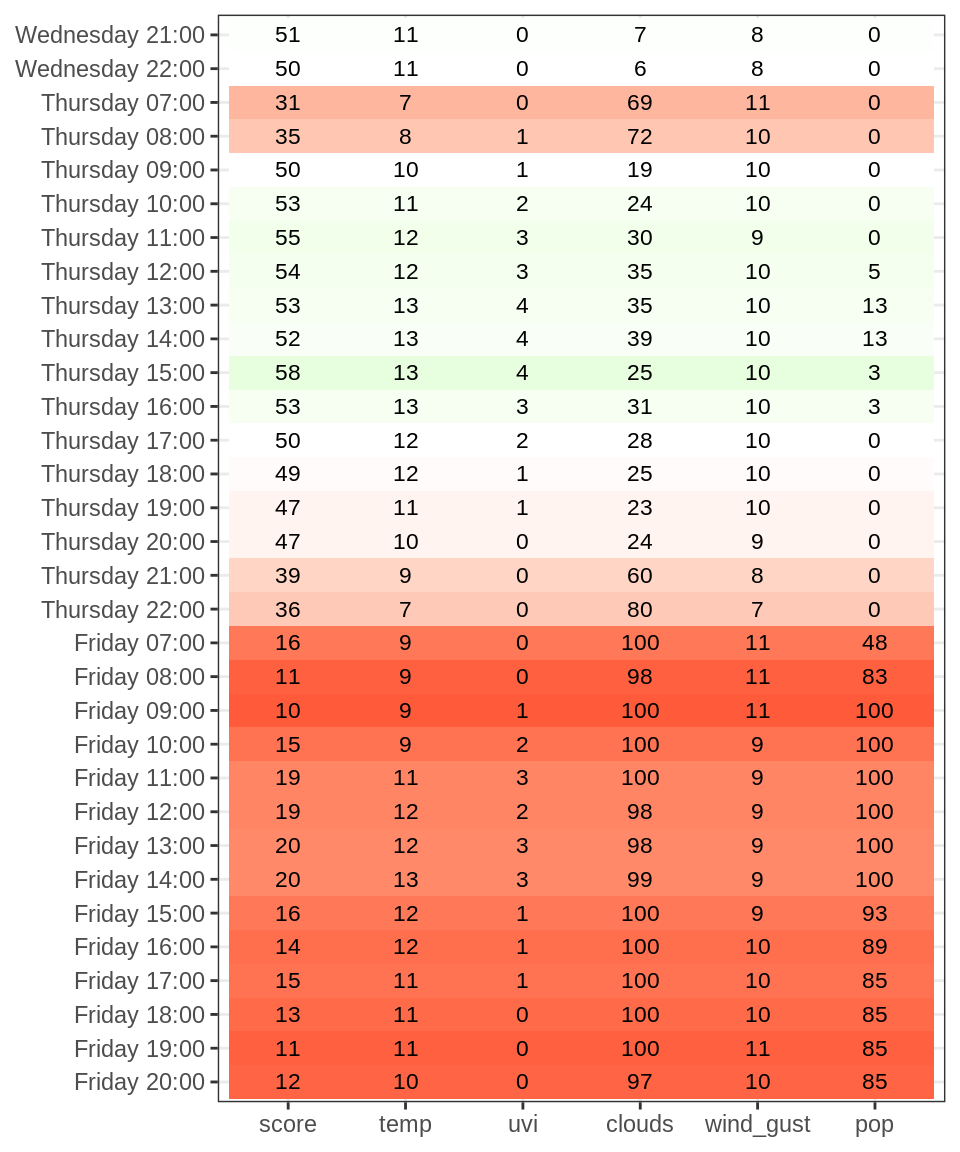 Wednesday 21:00 51 11 0 7 8 0
Wednesday 22:00 50 11 0 6 8 0
Thursday 07:00 31 7 0 69 11 0
Thursday 08:00 35 8 1 72 10 0
Thursday 09:00 50 10 1 19 10 0
Thursday 10:00 53 11 2 24 10 0
Thursday 11:00 55 12 3 30 9 0
Thursday 12:00 54 12 3 35 10 5
Thursday 13:00 53 13 4 35 10 13
Thursday 14:00 52 13 4 39 10 13
Thursday 15:00 58 13 4 25 10 3
Thursday 16:00 53 13 3 31 10 3
Thursday 17:00 50 12 2 28 10 0
Thursday 18:00 49 12 1 25 10 0
Thursday 19:00 47 11 1 23 10 0
Thursday 20:00 47 10 0 24 9 0
Thursday 21:00 39 9 0 60 8 0
Thursday 22:00 36 7 0 80 7 0
Friday 07:00 16 9 0 100 11 48
Friday 08:00 11 9 0 98 11 83
Friday 09:00 10 9 1 100 11 100
Friday 10:00 15 9 2 100 9 100
Friday 11:00 19 11 3 100 9 100
Friday 12:00 19 12 2 98 9 100
Friday 13:00 20 12 3 98 9 100
Friday 14:00 20 13 3 99 9 100
Friday 15:00 16 12 1 100 9 93
Friday 16:00 14 12 1 100 10 89
Friday 17:00 15 11 1 100 10 85
Friday 18:00 13 11 0 100 10 85
Friday 19:00 11 11 0 100 11 85
Friday 20:00 12 10 0 97 10 85
score temp uvi clouds wind_gust pop